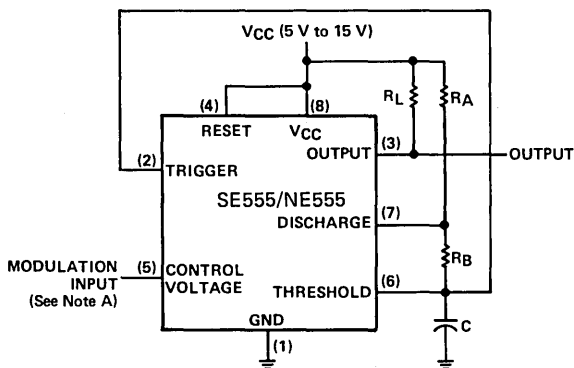 VCC (5 V to 15 V)
(4)
(8)
RL
RA
RESET
VCC
(3)
OUTPUT
OUTPUT
(2)
TRIGGER
SE555/NE555
(7)
DISCHARGE
RB
MODULATION
INPUT
(See Note A)
(5)
CONTROL
VOLTAGE
(6)
THRESHOLD
GND
C
(1)